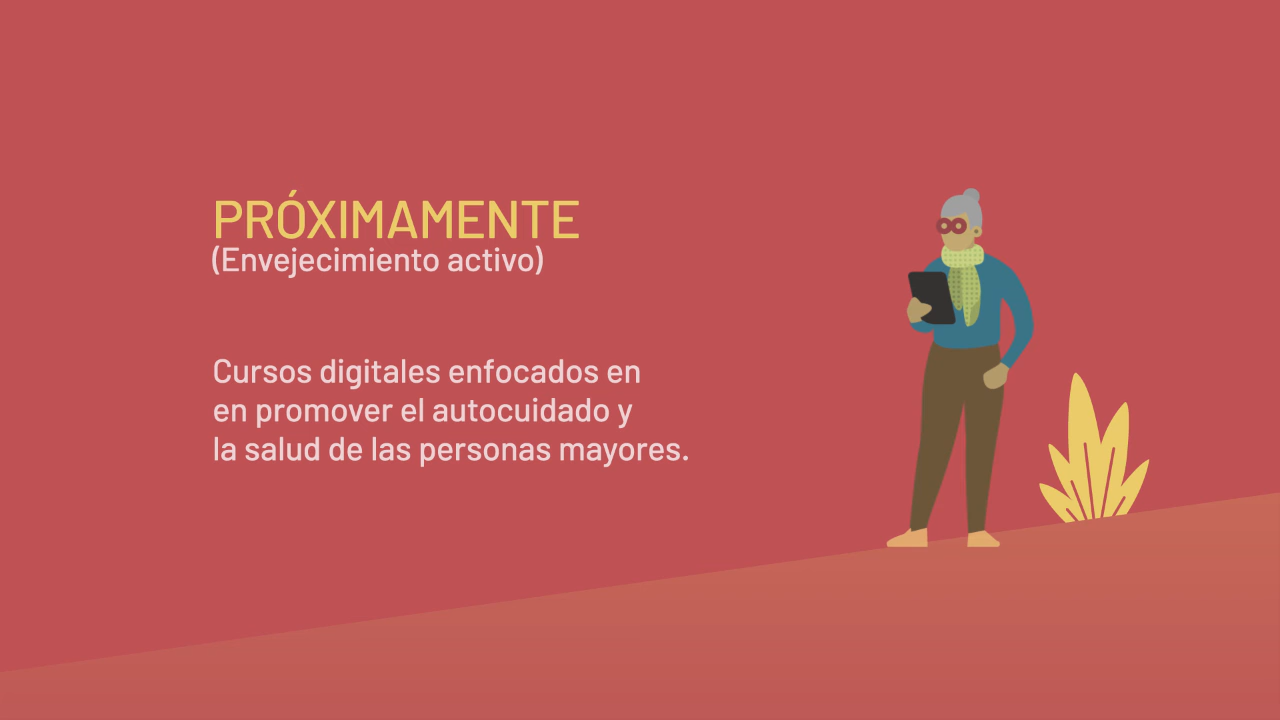 PRÓXIMAMENTE
(Envejecimiento activo)
Cursos digitales enfocados en
en promover el autocuidado y
la salud de las personas mayores.